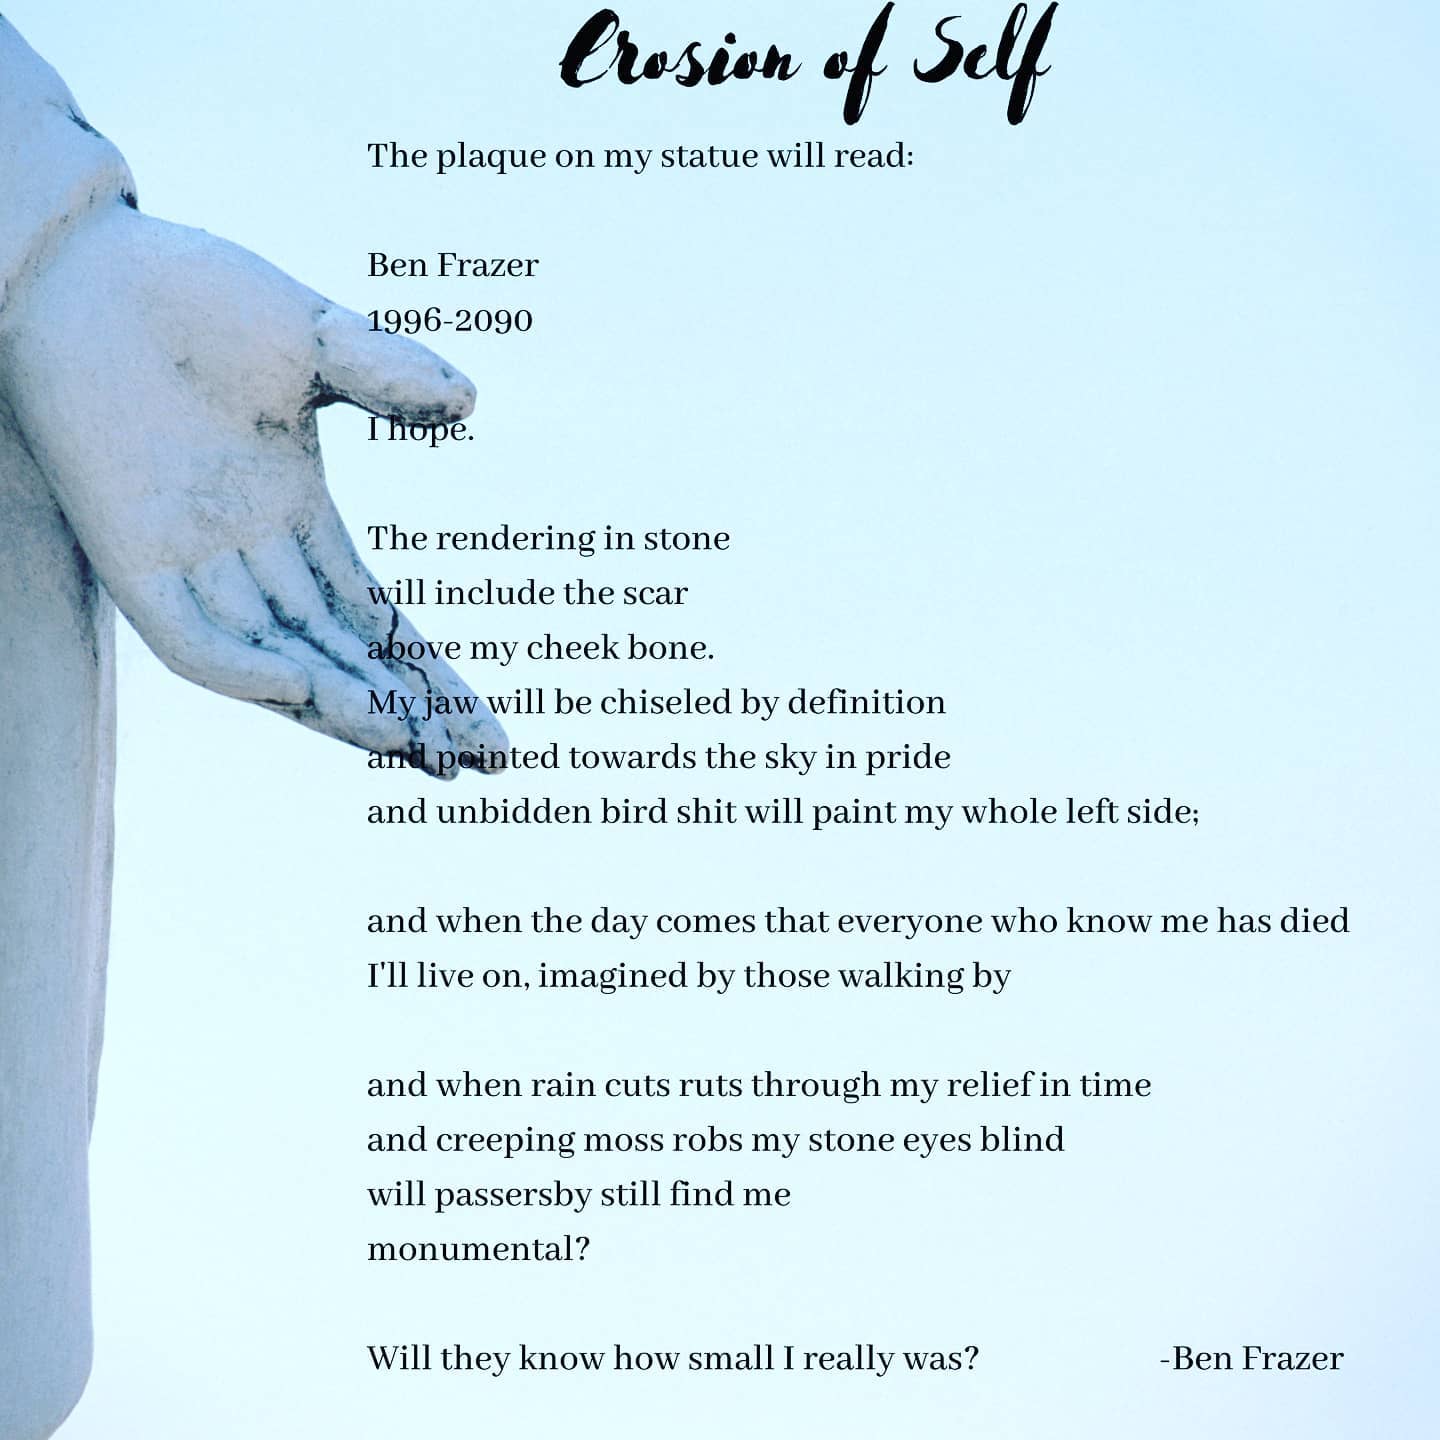 Erosion of Self
The plaque on my statue will read:
Ben Frazer
1996-2090
I hope.
The rendering in stone
will include the scar
above my cheek bone.
My jaw will be chiseled by definition
and pointed towards the sky in pride
and unbidden bird shit will paint my whole left side;
and when the day comes that everyone who know me has died
I'll live on, imagined by those walking by
and when rain cuts ruts through my relief in time
and creeping moss robs my stone eyes blind
will passersby still find me
monumental?
Will they know how small I really was? -Ben Frazer